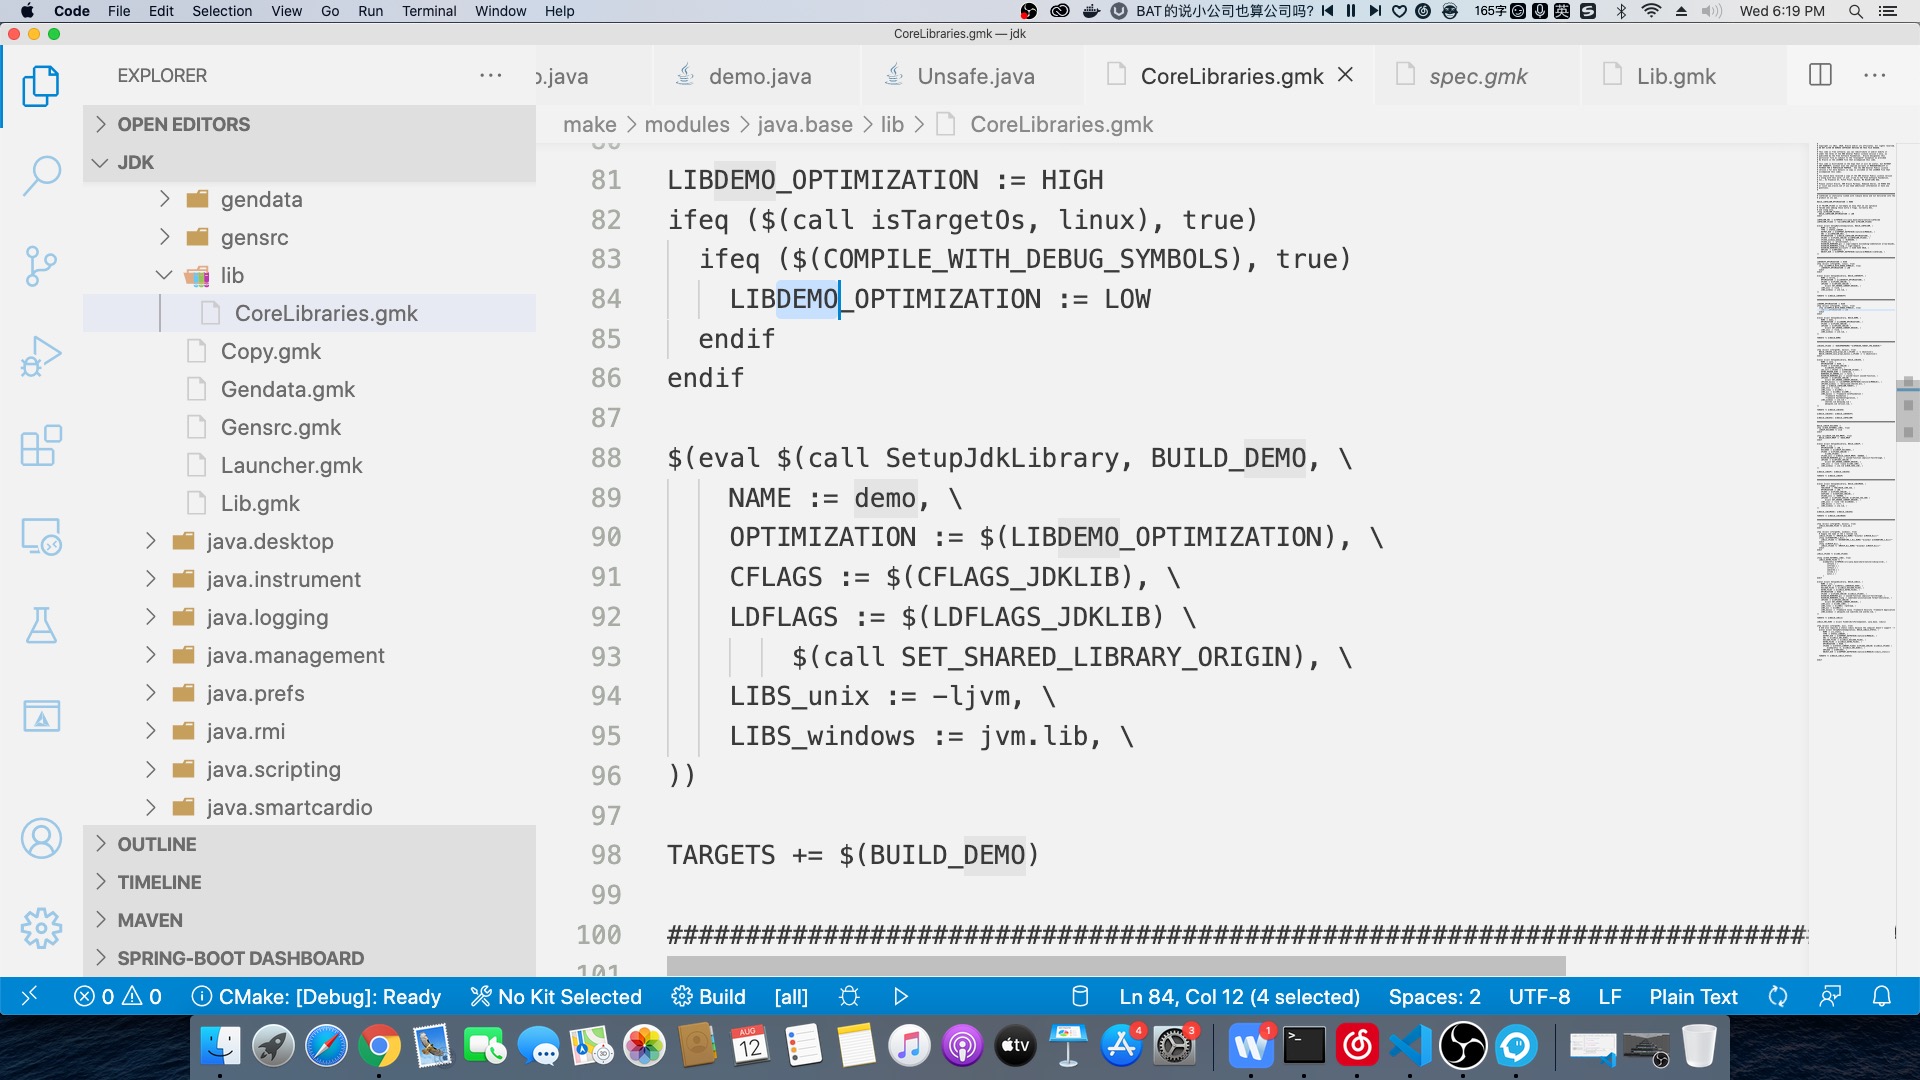 Code File Edit Selection View Go Run Terminal Window Help
BAT的说小公司也算公司吗? 165字 英 Wed 6:19 PM
CoreLibraries.gmk — jdk
EXPLORER
.java demo.java Unsafe.java CoreLibraries.gmk spec.gmk Lib.gmk
make > modules > java.base > lib > CoreLibraries.gmk
OPEN EDITORS
JDK
gendata
gensrc
lib
CoreLibraries.gmk
Copy.gmk
Gendata.gmk
Gensrc.gmk
Launcher.gmk
Lib.gmk
java.desktop
java.instrument
java.logging
java.management
java.prefs
java.rmi
java.scripting
java.smartcardio
OUTLINE
TIMELINE
MAVEN
SPRING-BOOT DASHBOARD
80
81 LIBDEMO_OPTIMIZATION := HIGH
82 ifeq ($(call isTargetOs, linux), true)
83 ifeq ($(COMPILE_WITH_DEBUG_SYMBOLS), true)
84 LIBDEMO_OPTIMIZATION := LOW
85 endif
86 endif
87
88 $(eval $(call SetupJdkLibrary, BUILD_DEMO, \
89 NAME := demo, \
90 OPTIMIZATION := $(LIBDEMO_OPTIMIZATION), \
91 CFLAGS := $(CFLAGS_JDKLIB), \
92 LDFLAGS := $(LDFLAGS_JDKLIB) \
93 $(call SET_SHARED_LIBRARY_ORIGIN), \
94 LIBS_unix := -ljvm, \
95 LIBS_windows := jvm.lib, \
96 ))
97
98 TARGETS += $(BUILD_DEMO)
99
100 ##########################################################################
101
0 0 CMake: [Debug]: Ready No Kit Selected Build [all] Ln 84, Col 12 (4 selected) Spaces: 2 UTF-8 LF Plain Text
AUG 12 tv 4 3 1